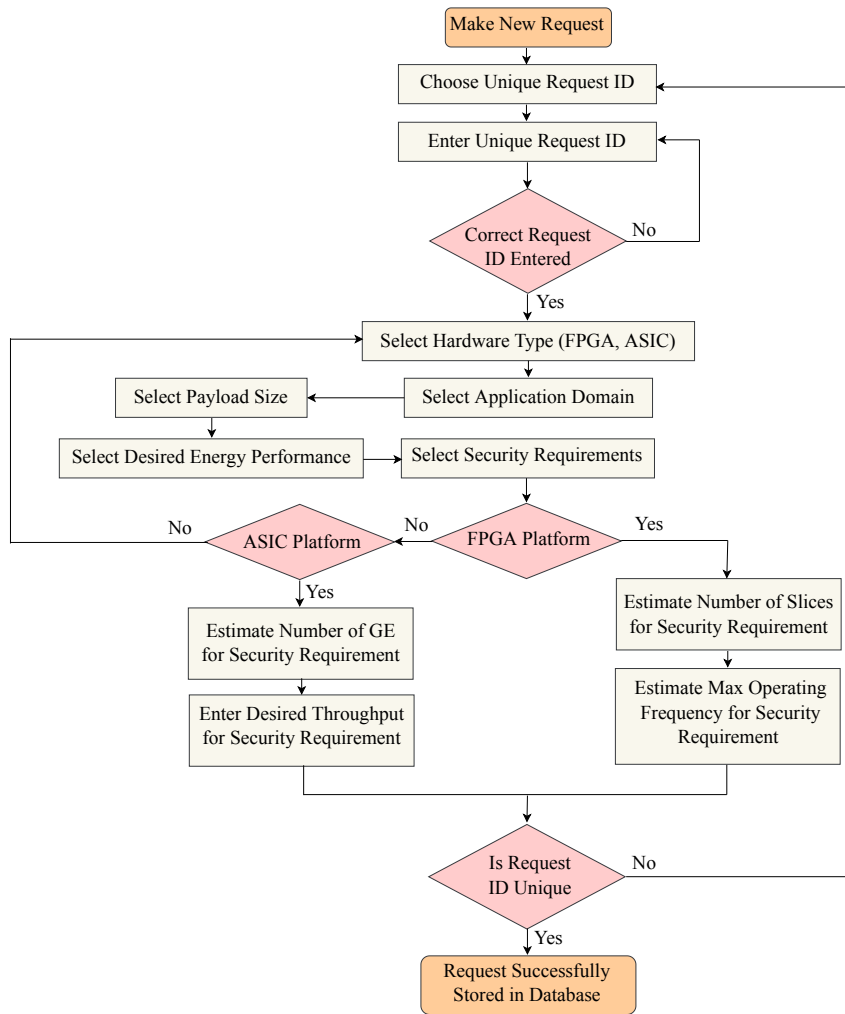 Make New Request
Choose Unique Request ID
Enter Unique Request ID
Correct Request
ID Entered
No
Yes
Select Hardware Type (FPGA, ASIC)
Select Payload Size
Select Application Domain
Select Desired Energy Performance
Select Security Requirements
No
ASIC Platform
No
FPGA Platform
Yes
Yes
Estimate Number of GE
for Security Requirement
Estimate Number of Slices
for Security Requirement
Enter Desired Throughput
for Security Requirement
Estimate Max Operating
Frequency for Security
Requirement
Is Request
ID Unique
No
Yes
Request Successfully
Stored in Database